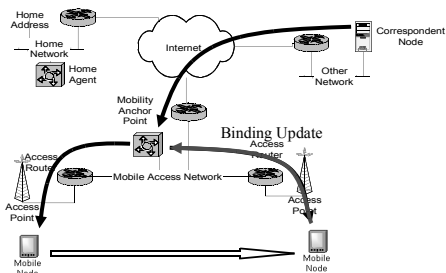 Home
Address
Home
Network
Home
Agent
Internet
Correspondent
Node
Other
Network
Mobility
Anchor
Point
Binding Update
Access
Router
Access
Router
Mobile Access Network
Access
Point
Access
Point
Mobile
Node
Mobile
Node